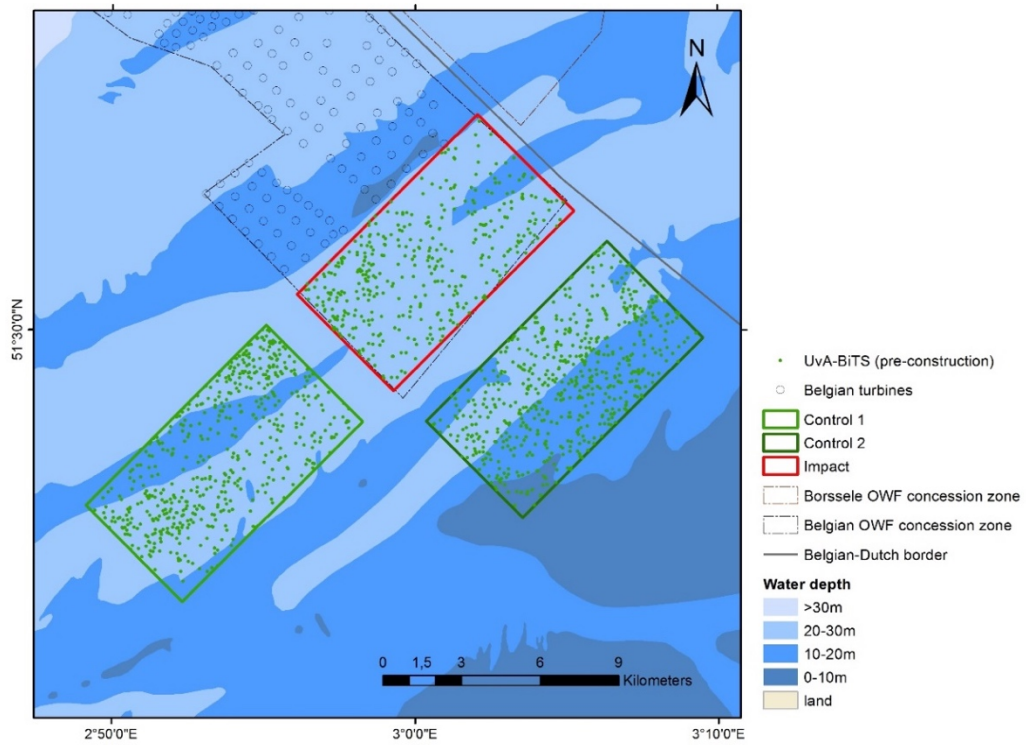 N
51°30'0"N
2°50'0"E
3°0'0"E
3°10'0"E
0 1,5 3 6 9
Kilometers
UvA-BiTS (pre-construction)
Belgian turbines
Control 1
Control 2
Impact
Borssele OWF concession zone
Belgian OWF concession zone
Belgian-Dutch border
Water depth
>30m
20-30m
10-20m
0-10m
land